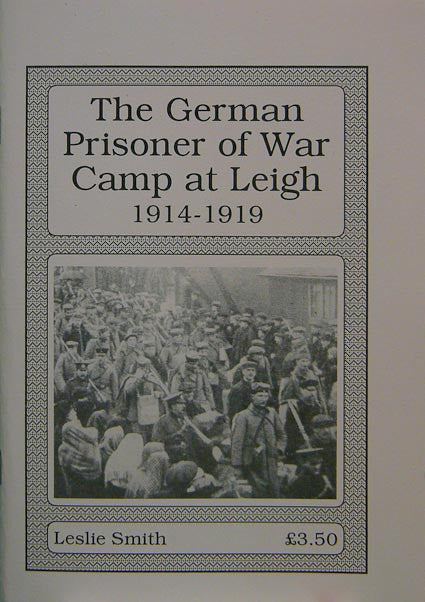 The German
Prisoner of War
Camp at Leigh
1914-1919
Leslie Smith £3.50